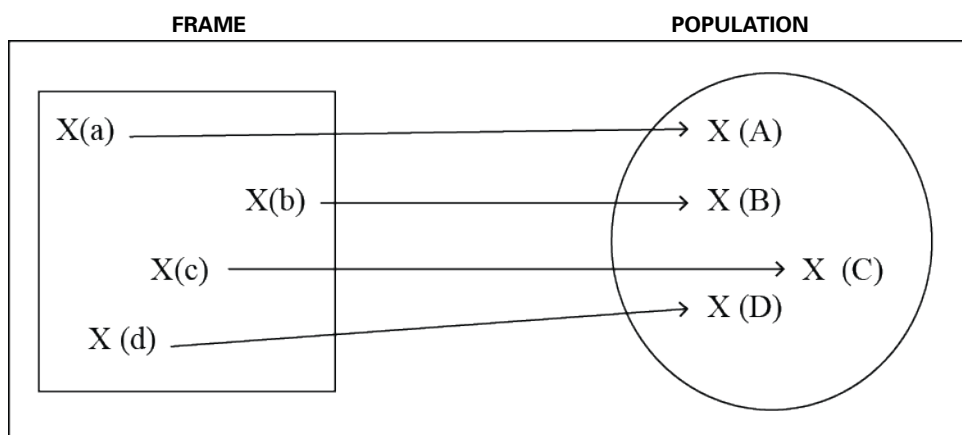 FRAME POPULATION
X(a) X (A)
X(b) X (B)
X(c) X (C)
X (d) X (D)